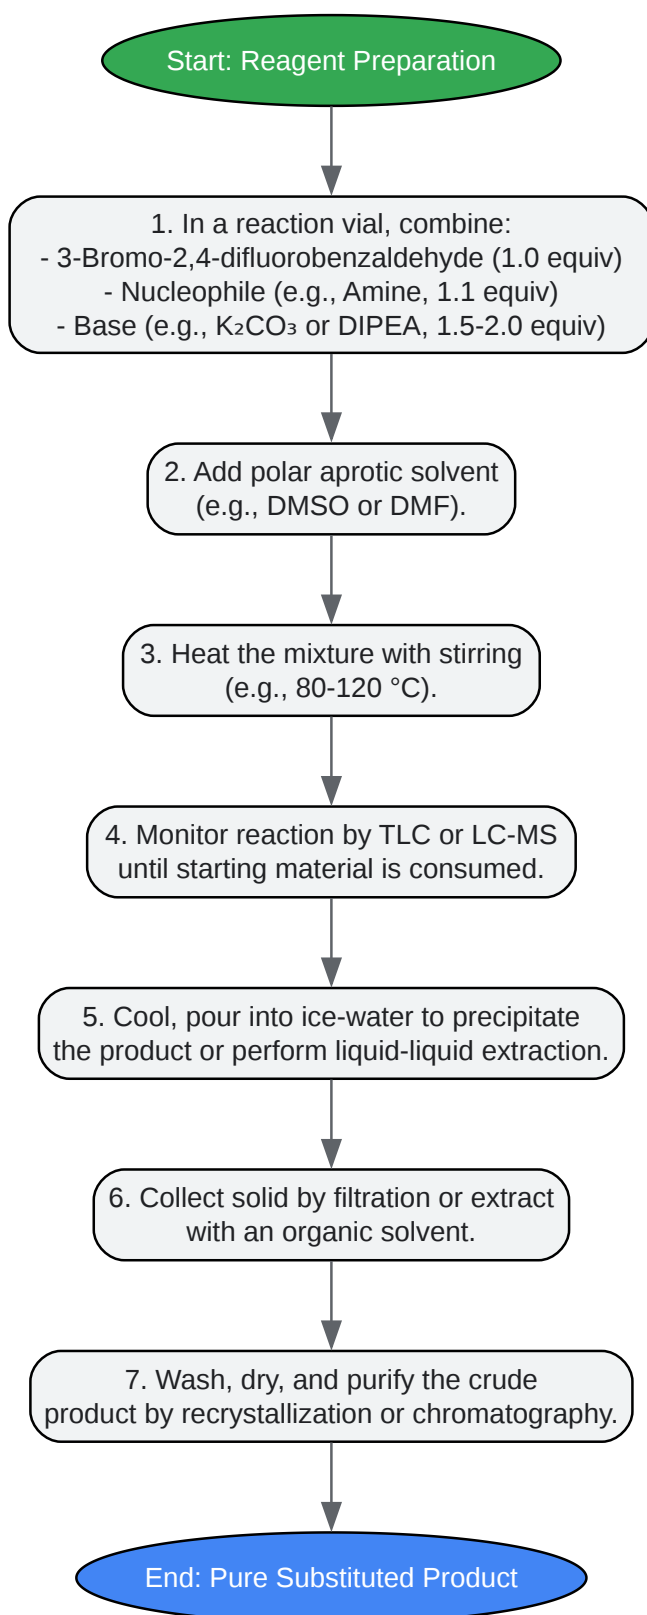 Start: Reagent Preparation
1. In a reaction vial, combine:
- 3-Bromo-2,4-difluorobenzaldehyde (1.0 equiv)
- Nucleophile (e.g., Amine, 1.1 equiv)
- Base (e.g., K₂CO₃ or DIPEA, 1.5-2.0 equiv)
2. Add polar aprotic solvent
(e.g., DMSO or DMF).
3. Heat the mixture with stirring
(e.g., 80-120 °C).
4. Monitor reaction by TLC or LC-MS
until starting material is consumed.
5. Cool, pour into ice-water to precipitate
the product or perform liquid-liquid extraction.
6. Collect solid by filtration or extract
with an organic solvent.
7. Wash, dry, and purify the crude
product by recrystallization or chromatography.
End: Pure Substituted Product